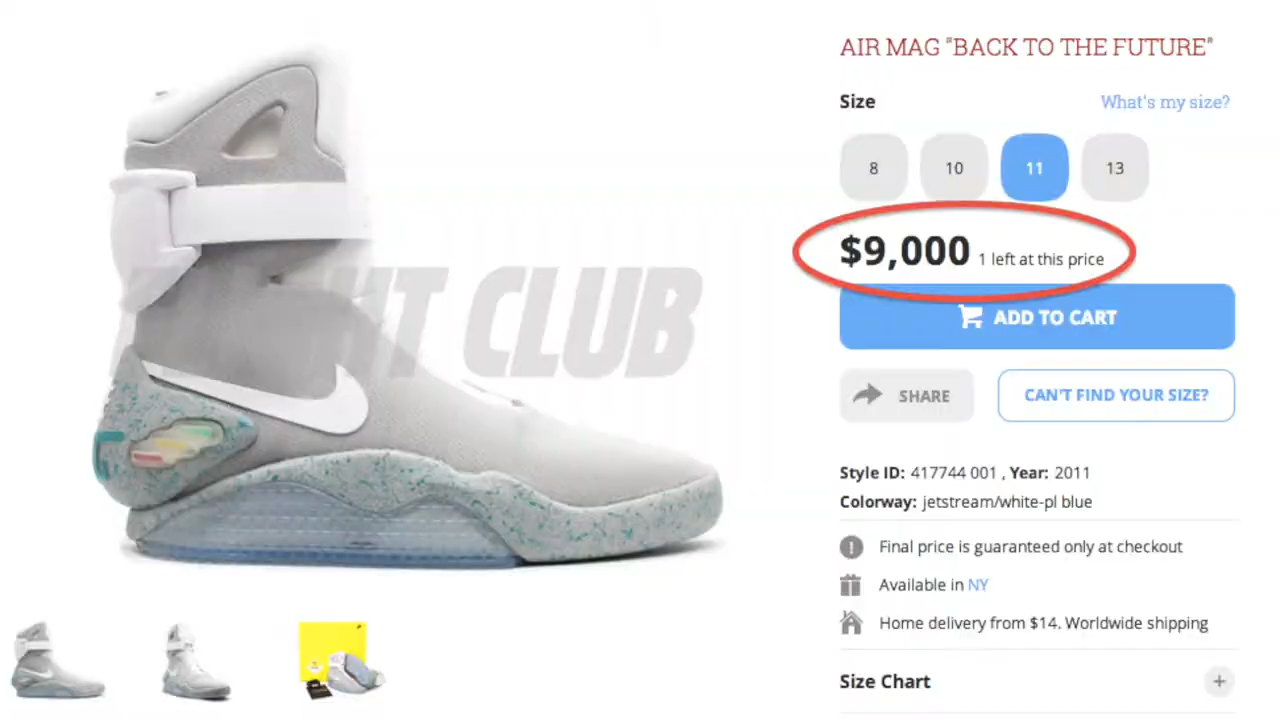 AIR MAG "BACK TO THE FUTURE"
Size
What's my size?
8
10
11
13
$9,000 1 left at this price
ADD TO CART
SHARE
CAN'T FIND YOUR SIZE?
HT CLUB
Style ID: 417744 001 , Year: 2011
Colorway: jetstream/white-pl blue
Final price is guaranteed only at checkout
Available in NY
Home delivery from $14. Worldwide shipping
Size Chart
+